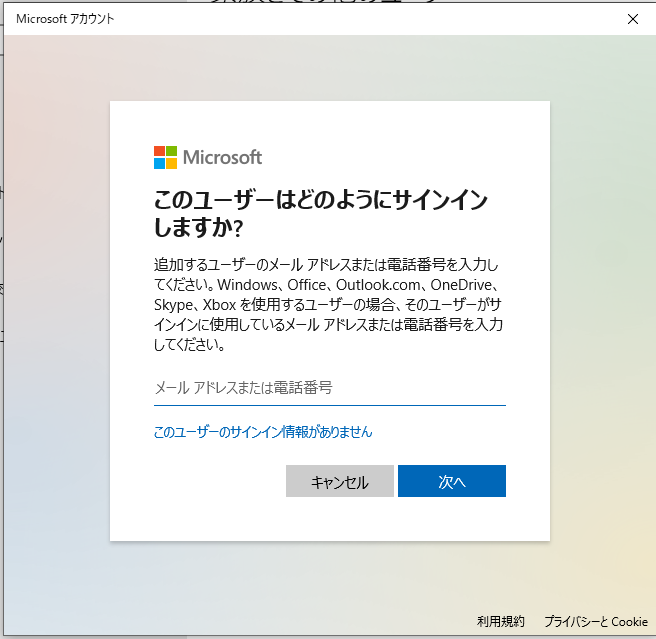 Microsoft アカウント
Microsoft
このユーザーはどのようにサインイン
しますか?
追加するユーザーのメール アドレスまたは電話番号を入力し
てください。Windows、Office、Outlook.com、OneDrive、
Skype、Xbox を使用するユーザーの場合、そのユーザーがサ
インインに使用しているメール アドレスまたは電話番号を入力
してください。
メール アドレスまたは電話番号
このユーザーのサインイン情報がありません
キャンセル
次へ
利用規約
プライバシーと Cookie